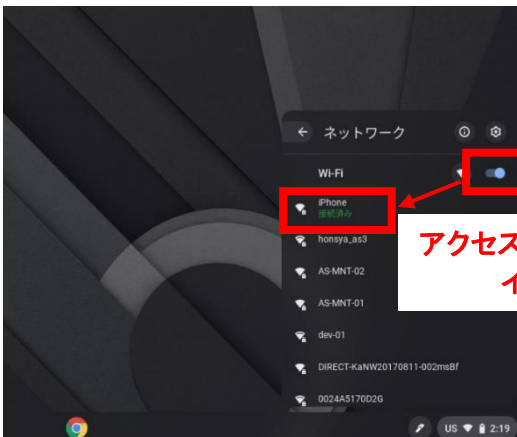 ネットワーク
Wi-Fi
iPhone
接続済み
honsya_as3
アクセス
イ
AS-MNT-02
AS-MNT-01
dev-01
DIRECT-KaNW20170811-002msBf
0024A5170D2G
US 2:19